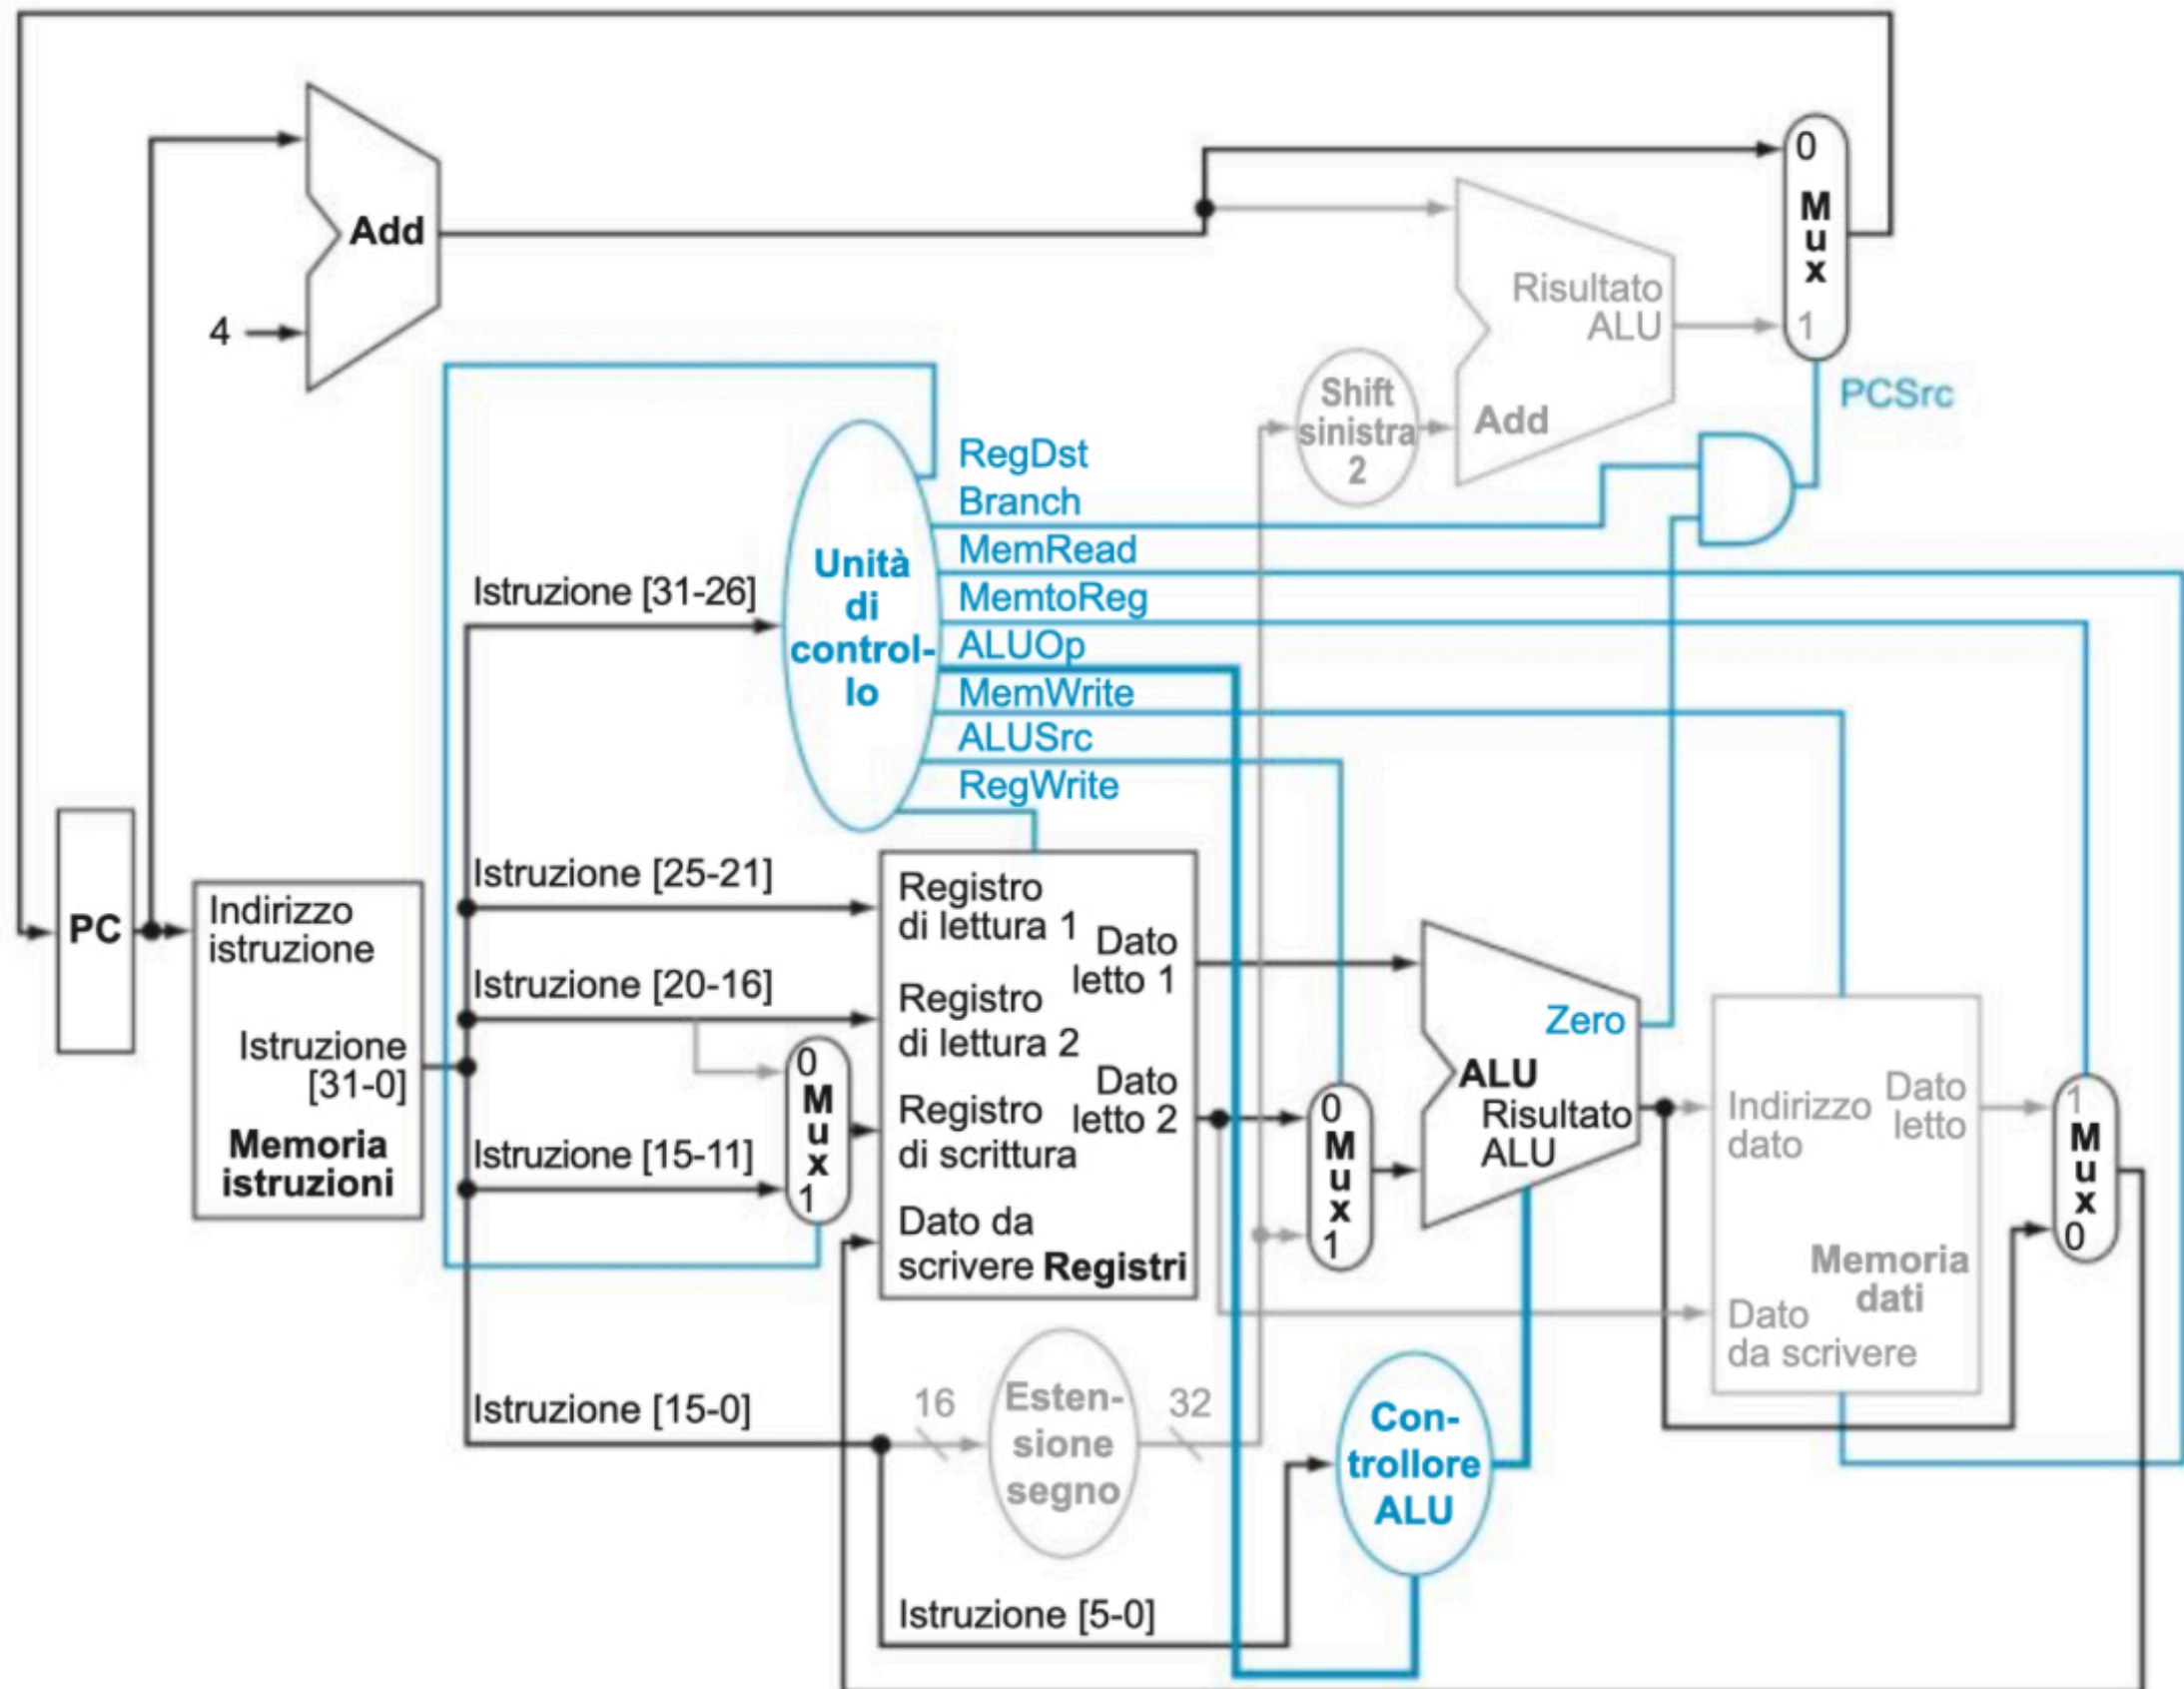 Add
4
0
M
u
x
1
Risultato
ALU
Add
Shift
sinistra
2
PCSrc
RegDst
Branch
MemRead
MemtoReg
ALUOp
MemWrite
ALUSrc
RegWrite
Unità
di
control-
lo
Istruzione [31-26]
Istruzione [25-21]
Istruzione [20-16]
Istruzione [15-11]
Istruzione [15-0]
Istruzione [5-0]
PC
Indirizzo
istruzione
Istruzione
[31-0]
Memoria
istruzioni
0
M
u
x
1
Registro
di lettura 1
Registro
di lettura 2
Registro
di scrittura
Dato da
scrivere Registri
Dato
letto 1
Dato
letto 2
0
M
u
x
1
Zero
ALU
Risultato
ALU
Indirizzo
dato
Dato
letto
Memoria
dati
Dato
da scrivere
1
M
u
x
0
16
Esten-
sione
segno
32
Con-
trollore
ALU